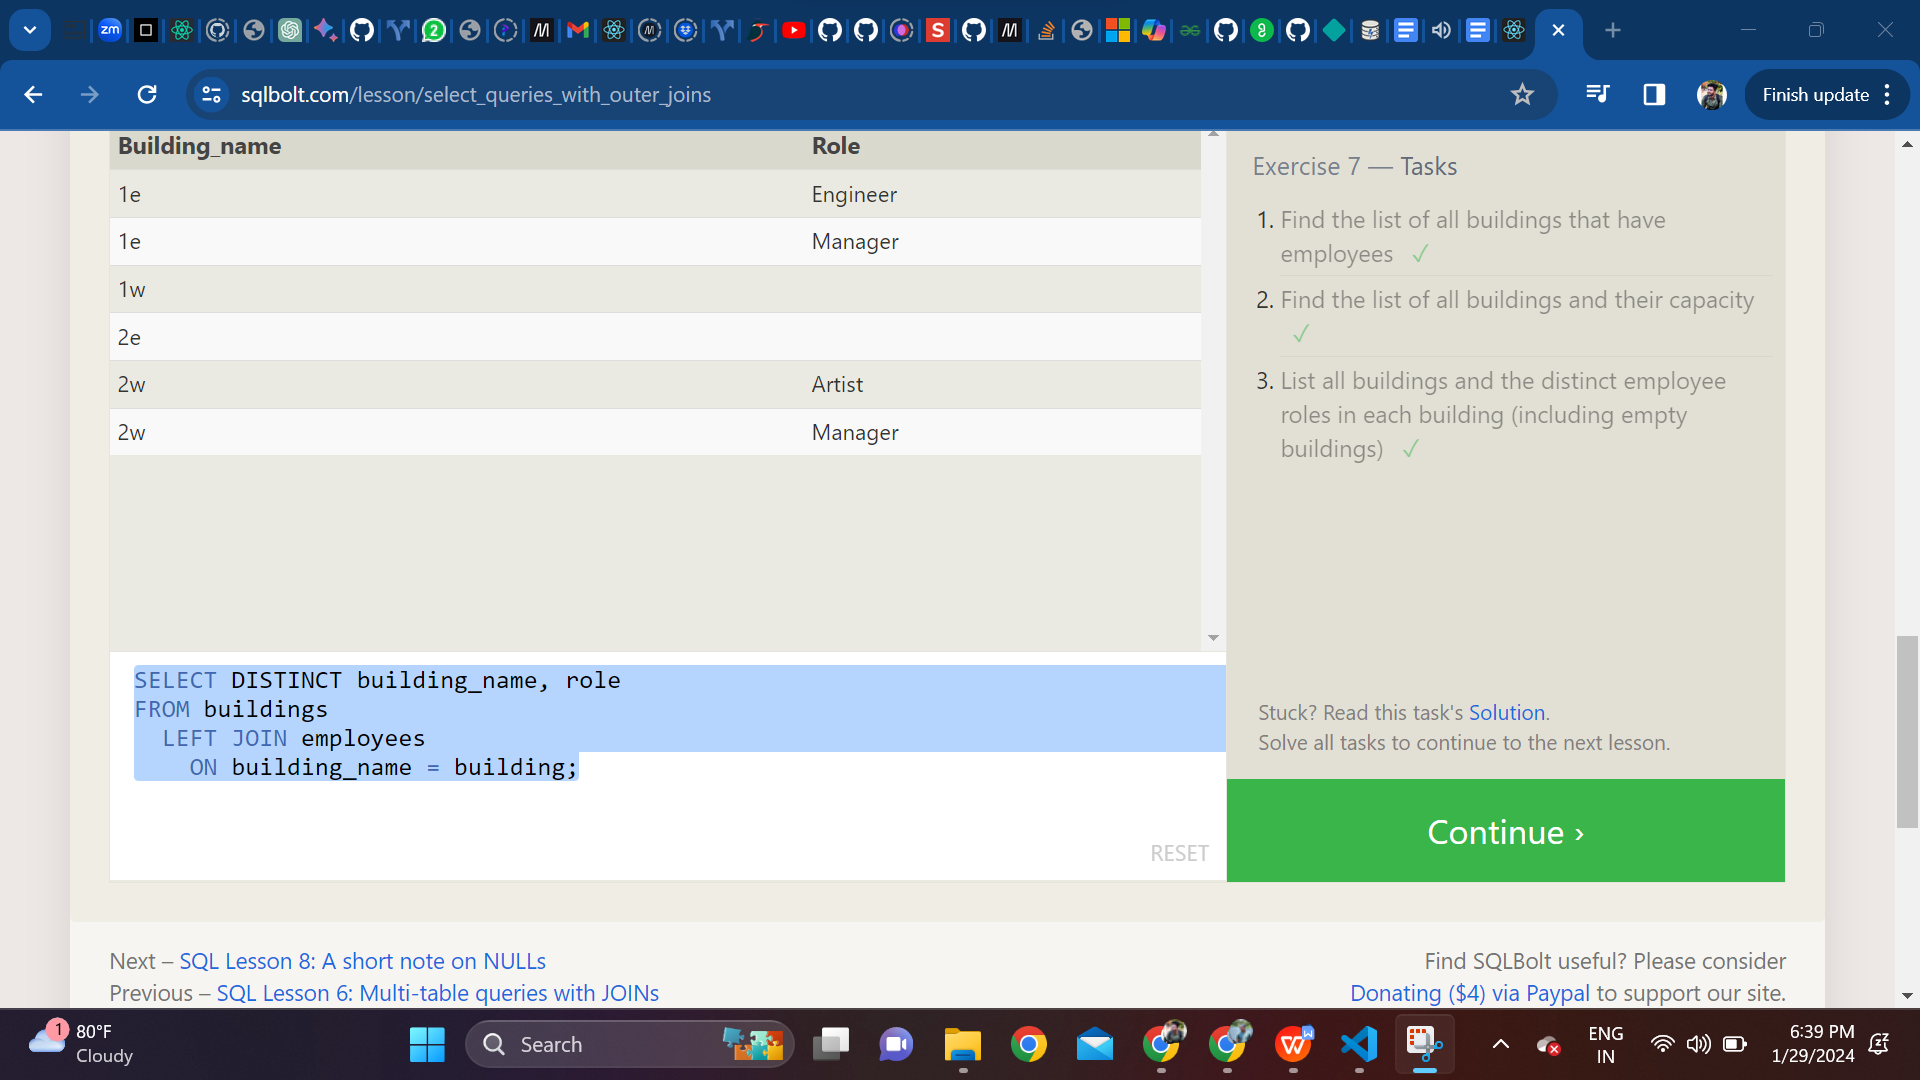 zm
2
S
sqlbolt.com/lesson/select_queries_with_outer_joins
Finish update
Building_name Role
1e Engineer
1e Manager
1w
2e
2w Artist
2w Manager
SELECT DISTINCT building_name, role
FROM buildings
LEFT JOIN employees
ON building_name = building;
RESET
Exercise 7 — Tasks
1. Find the list of all buildings that have
employees ✓
2. Find the list of all buildings and their capacity
✓
3. List all buildings and the distinct employee
roles in each building (including empty
buildings) ✓
Stuck? Read this task's Solution.
Solve all tasks to continue to the next lesson.
Continue ›
Next – SQL Lesson 8: A short note on NULLs
Previous – SQL Lesson 6: Multi-table queries with JOINs
Find SQLBolt useful? Please consider
Donating ($4) via Paypal to support our site.
1
80°F
Cloudy
Search
ENG
IN
6:39 PM
1/29/2024